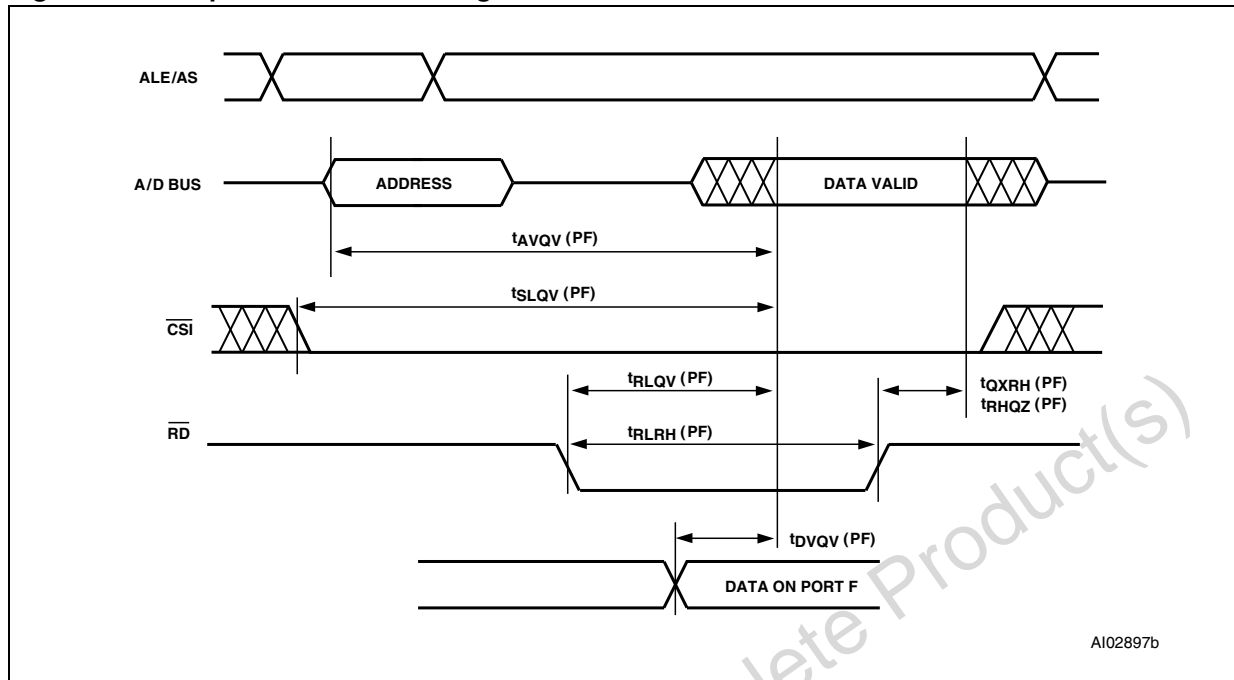 ALE/AS
A/D BUS
ADDRESS
DATA VALID
tAVQV (PF)
tSLQV (PF)
CSI
tRLQV (PF)
tQXRH (PF)
tRHQZ (PF)
RD
tRLRH (PF)
tDVQV (PF)
DATA ON PORT F
AI02897b
lete Product(s)